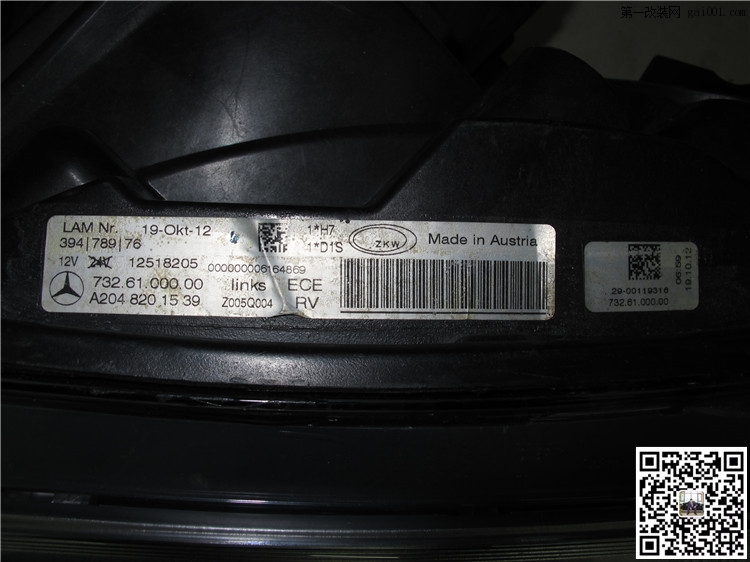 第一改装网 ga1001.com
LAM Nr. 19-Okt-12 1*H7
394|789|76 1*D1S ZKW Made in Austria
12V 24V 12518205 000000006164869
732.61.000.00 links ECE
A204 820 15 39 Z005Q004 RV
06:59
19.10.12
29-00119316
732.61.000.00